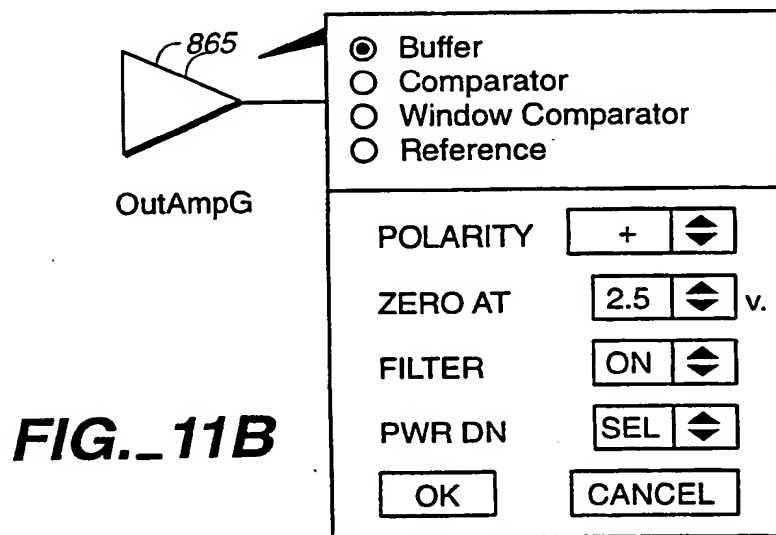 865
OutAmpG
Buffer
Comparator
Window Comparator
Reference
POLARITY +
ZERO AT 2.5 v.
FILTER ON
PWR DN SEL
OK CANCEL
FIG._11B